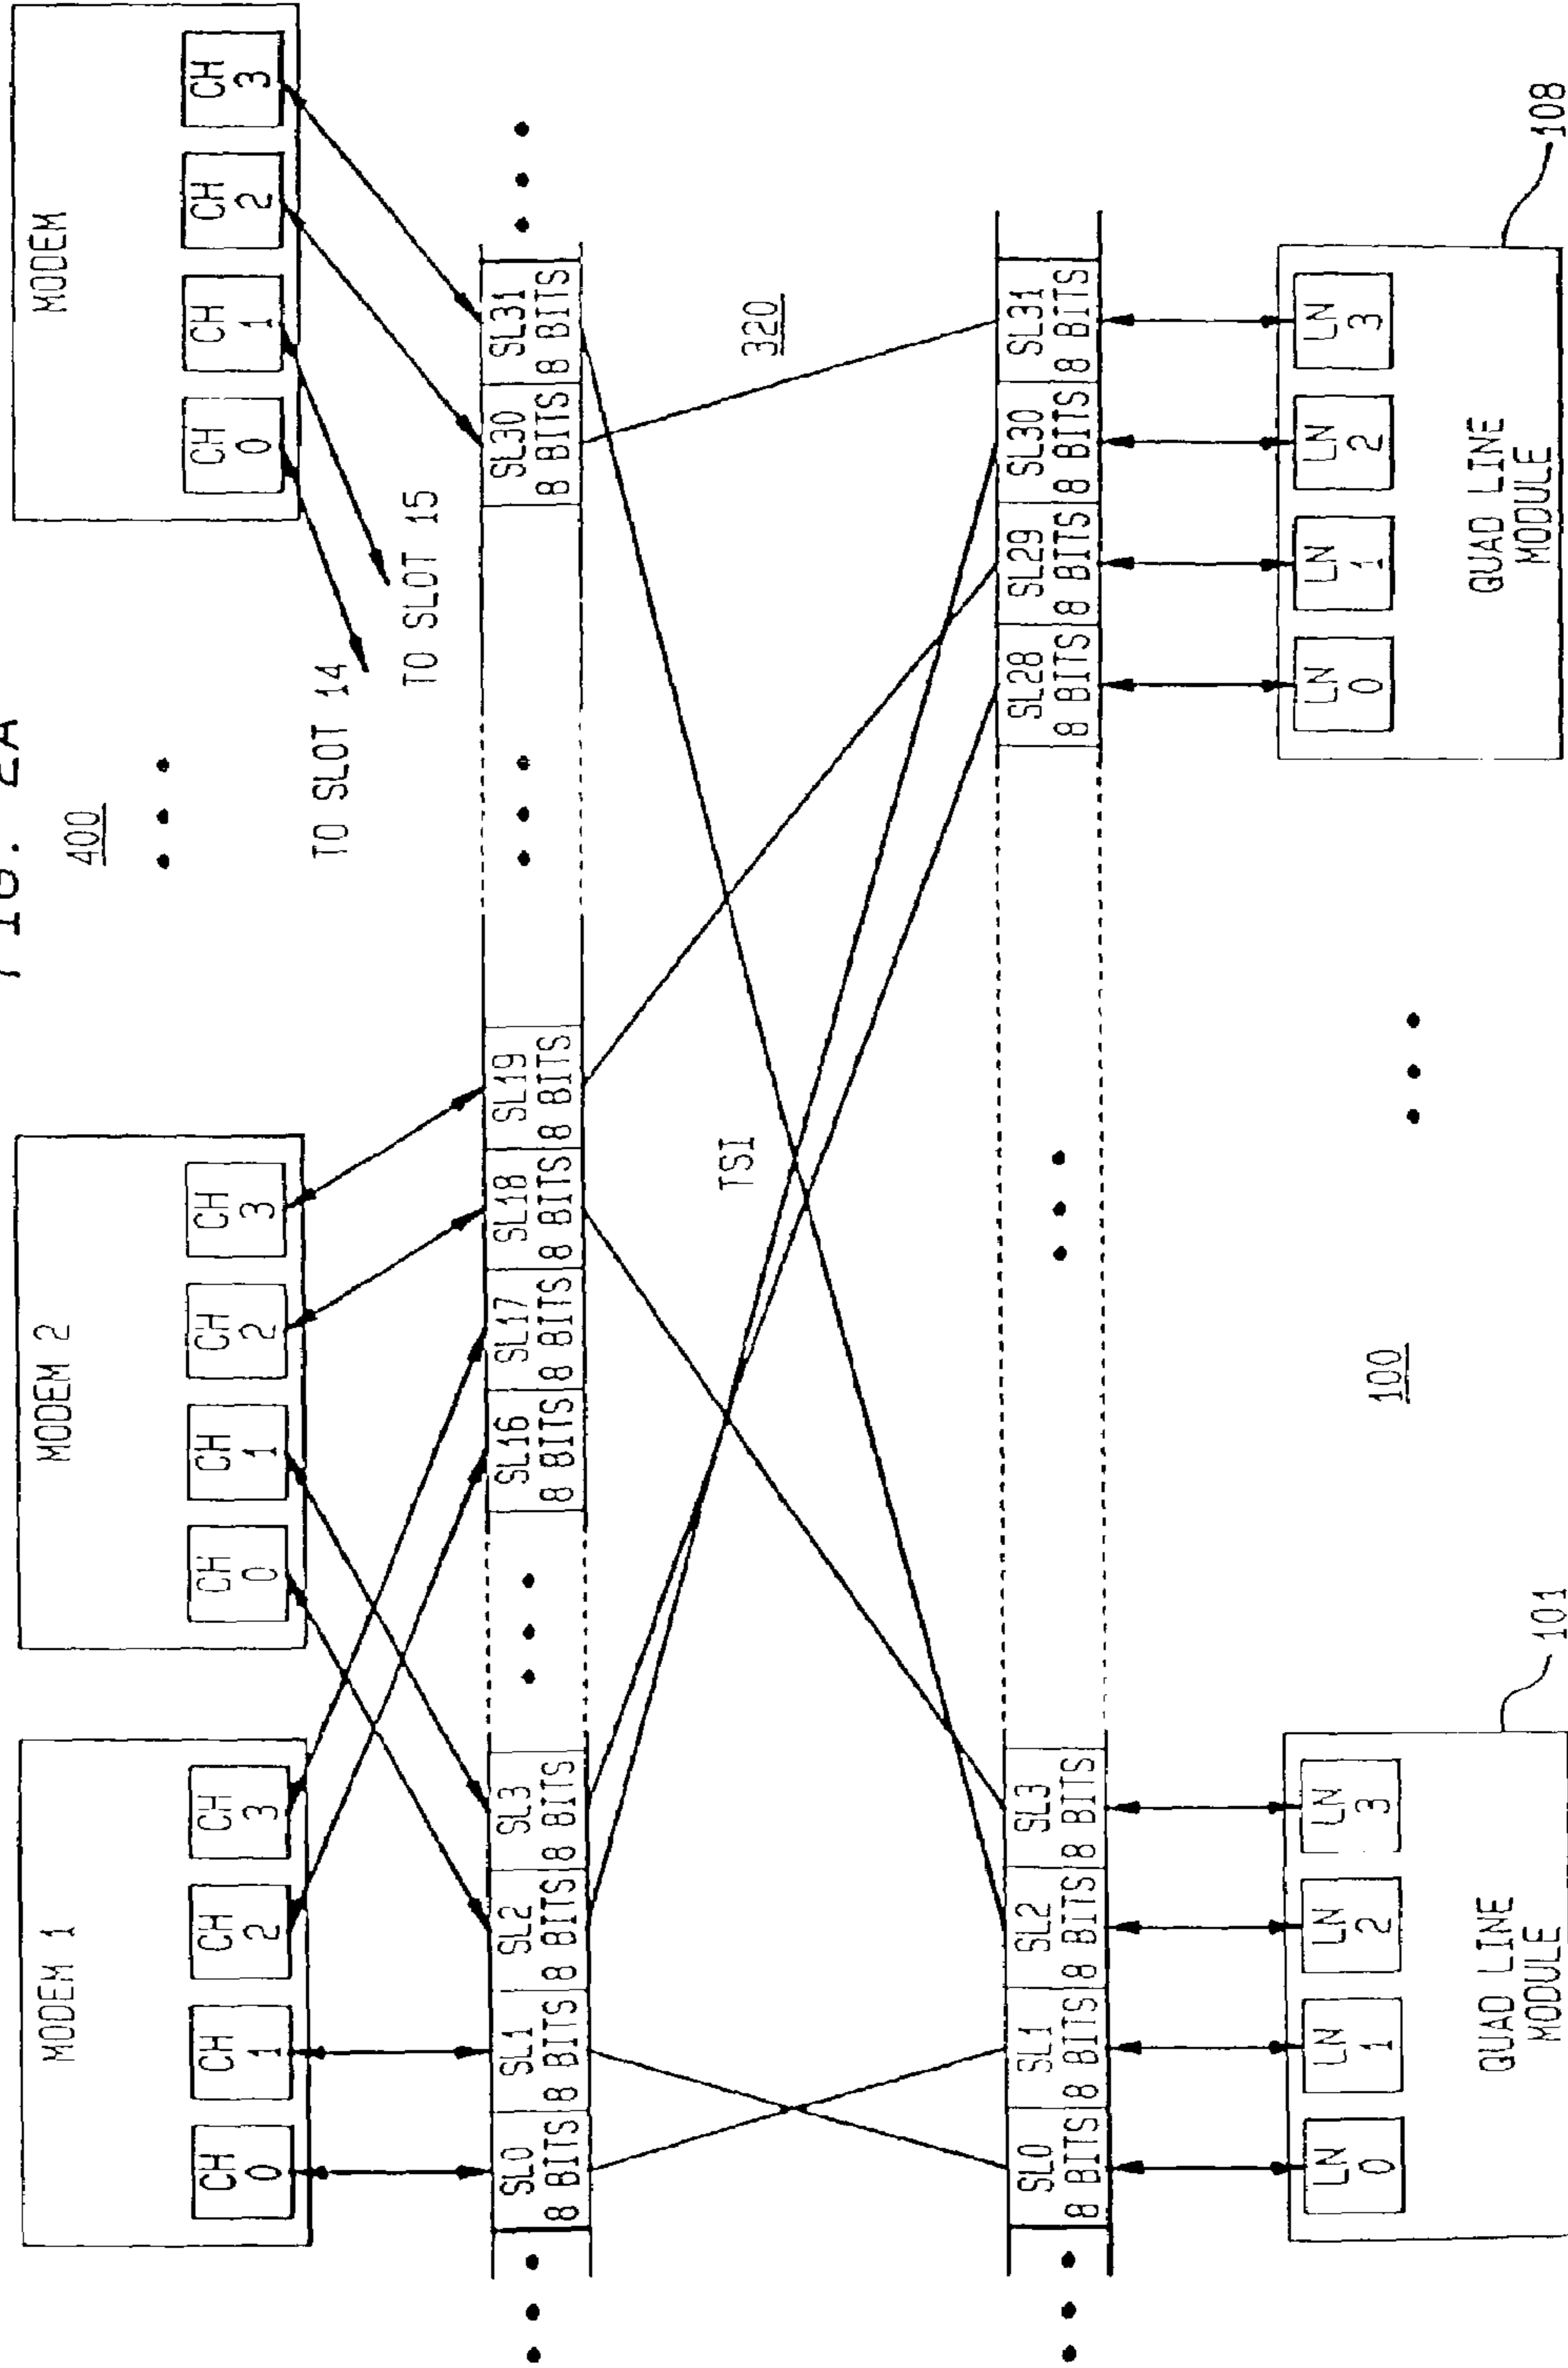 FIG. 2A
400
MODEM 1
CH 0
CH 1
CH 2
CH 3
MODEM 2
CH 0
CH 1
CH 2
CH 3
MODEM
CH 0
CH 1
CH 2
CH 3
TO SLOT 14
TO SLOT 15
SL0
8 BITS
SL1
8 BITS
SL2
8 BITS
SL3
8 BITS
SL16
8 BITS
SL17
8 BITS
SL18
8 BITS
SL19
8 BITS
SL30
8 BITS
SL31
8 BITS
TSI
320
SL0
8 BITS
SL1
8 BITS
SL2
8 BITS
SL3
8 BITS
SL28
8 BITS
SL29
8 BITS
SL30
8 BITS
SL31
8 BITS
LN 0
LN 1
LN 2
LN 3
QUAD LINE
MODULE
101
100
LN 0
LN 1
LN 2
LN 3
QUAD LINE
MODULE
108